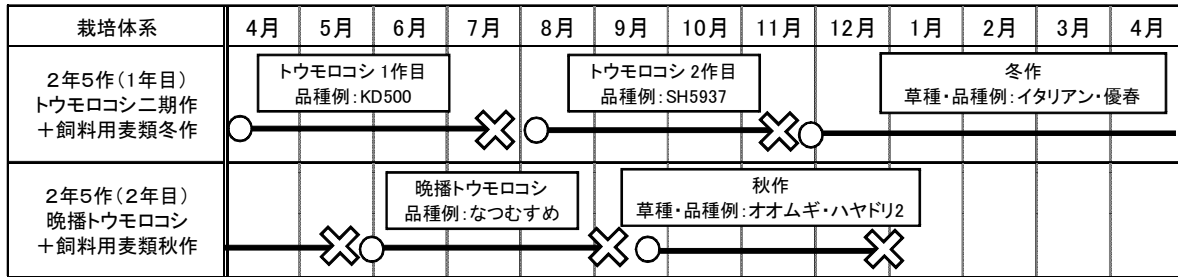 栽培体系 4月 5月 6月 7月 8月 9月 10月 11月 12月 1月 2月 3月 4月
2年5作(1年目)
トウモロコシ二期作
＋飼料用麦類冬作
トウモロコシ 1作目
品種例:KD500
トウモロコシ 2作目
品種例:SH5937
冬作
草種・品種例:イタリアン・優春
2年5作(2年目)
晩播トウモロコシ
＋飼料用麦類秋作
晩播トウモロコシ
品種例:なつむすめ
秋作
草種・品種例:オオムギ・ハヤドリ2